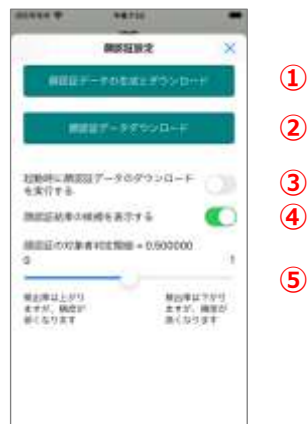 顔認証設定
×
顔認証データの生成とダウンロード
①
顔認証データダウンロード
②
起動時に顔認証データのダウンロード
を実行する
③
顔認証結果の候補を表示する
④
顔認証の対象者判定閾値 = 0.600000
0
1
⑤
検出率は上がり
ますが、精度が
悪くなります
検出率は下がり
ますが、精度が
良くなります